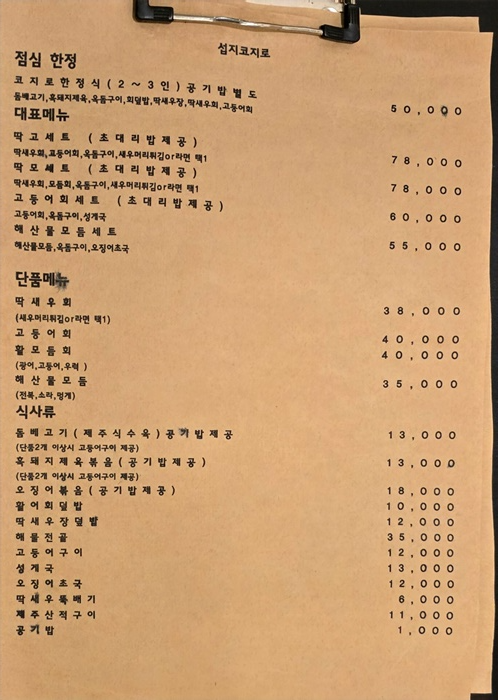 섭지코지로
점심 한정
코지로한정식(2~3인)공기밥별도
돔베고기,흑돼지제육,옥돔구이,회덮밥,딱새우장,딱새우회,고등어회 50,000
대표메뉴
딱고세트 (초대리밥제공)
딱새우회,고등어회,옥돔구이,새우머리튀김or라면 택1 78,000
딱모세트 (초대리밥제공)
딱새우회,모듬회,옥돔구이,새우머리튀김or라면 택1 78,000
고등어회세트 (초대리밥제공)
고등어회,옥돔구이,성게국 60,000
해산물모듬세트
해산물모듬,옥돔구이,오징어초국 55,000
단품메뉴
딱새우회 38,000
(새우머리튀김or라면 택1)
고등어회 40,000
활모듬회 40,000
(광어,고등어,우럭 )
해산물모듬 35,000
(전복,소라,멍게)
식사류
돔베고기(제주식수육)공기밥제공 13,000
(단품2개 이상시 고등어구이 제공)
흑돼지제육볶음(공기밥제공) 13,000
(단품2개 이상시 고등어구이 제공)
오징어볶음(공기밥제공) 18,000
활어회덮밥 10,000
딱새우장덮밥 12,000
해물전골 35,000
고등어구이 12,000
성게국 13,000
오징어초국 12,000
딱새우뚝배기 6,000
제주산적구이 11,000
공기밥 1,000